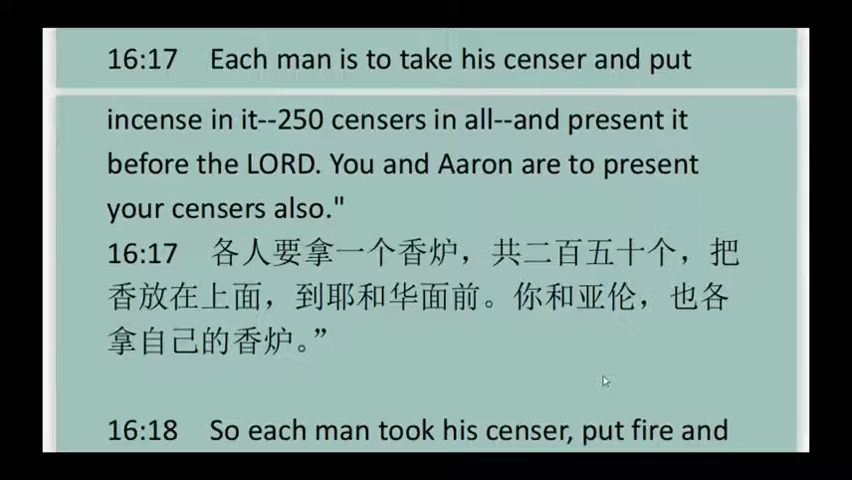 16:17 Each man is to take his censer and put
incense in it--250 censers in all--and present it
before the LORD. You and Aaron are to present
your censers also."
16:17 各人要拿一个香炉，共二百五十个，把
香放在上面，到耶和华面前。你和亚伦，也各
拿自己的香炉。”
16:18 So each man took his censer, put fire and